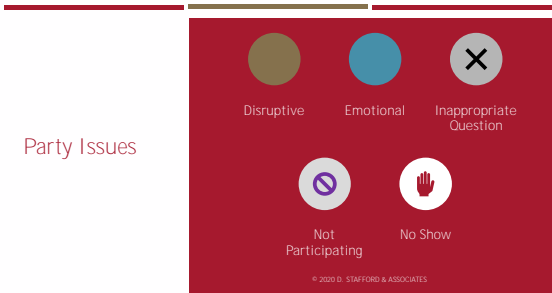 Party Issues
Disruptive
Emotional
Inappropriate
Question
Not
Participating
No Show
© 2020 D. STAFFORD & ASSOCIATES